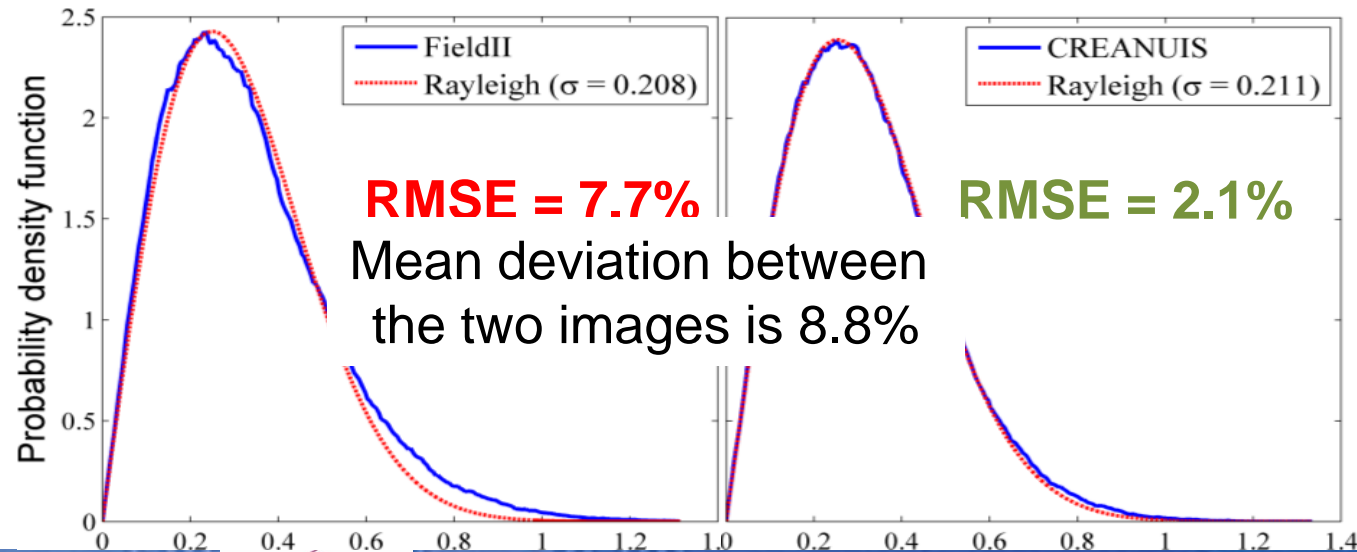 Probability density function
2.5
2
1.5
1
0.5
0
FieldII
Rayleigh (σ = 0.208)
RMSE = 7.7%
CREANUIS
Rayleigh (σ = 0.211)
RMSE = 2.1%
Mean deviation between
the two images is 8.8%
0 0.2 0.4 0.6 0.8 1 1.2 1.0 0.2 0.4 0.6 0.8 1 1.2 1.4